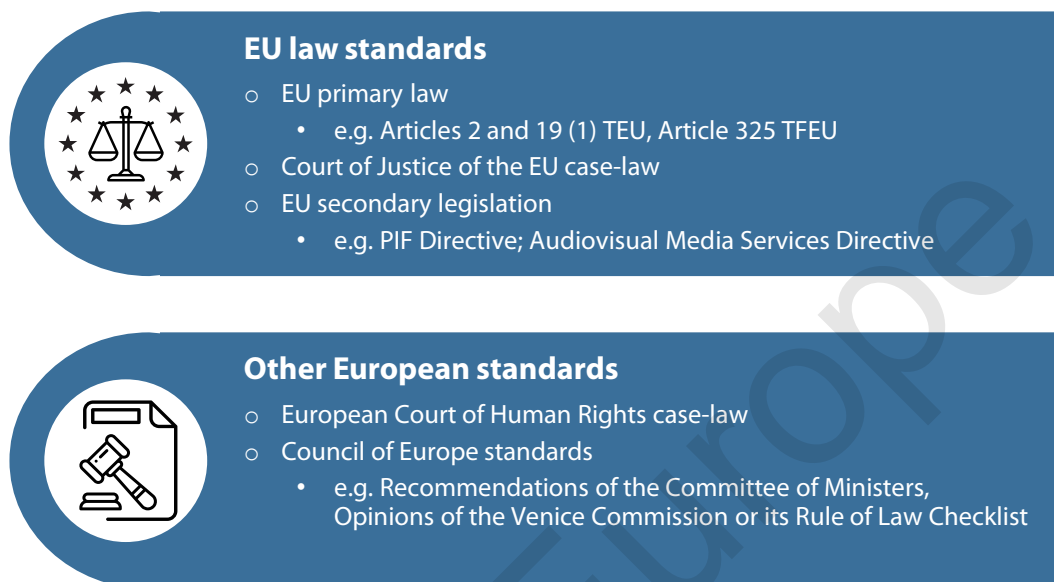 EU law standards
○ EU primary law
• e.g. Articles 2 and 19 (1) TEU, Article 325 TFEU
○ Court of Justice of the EU case-law
○ EU secondary legislation
• e.g. PIF Directive; Audiovisual Media Services Directive
Other European standards
○ European Court of Human Rights case-law
○ Council of Europe standards
• e.g. Recommendations of the Committee of Ministers,
Opinions of the Venice Commission or its Rule of Law Checklist
Europe